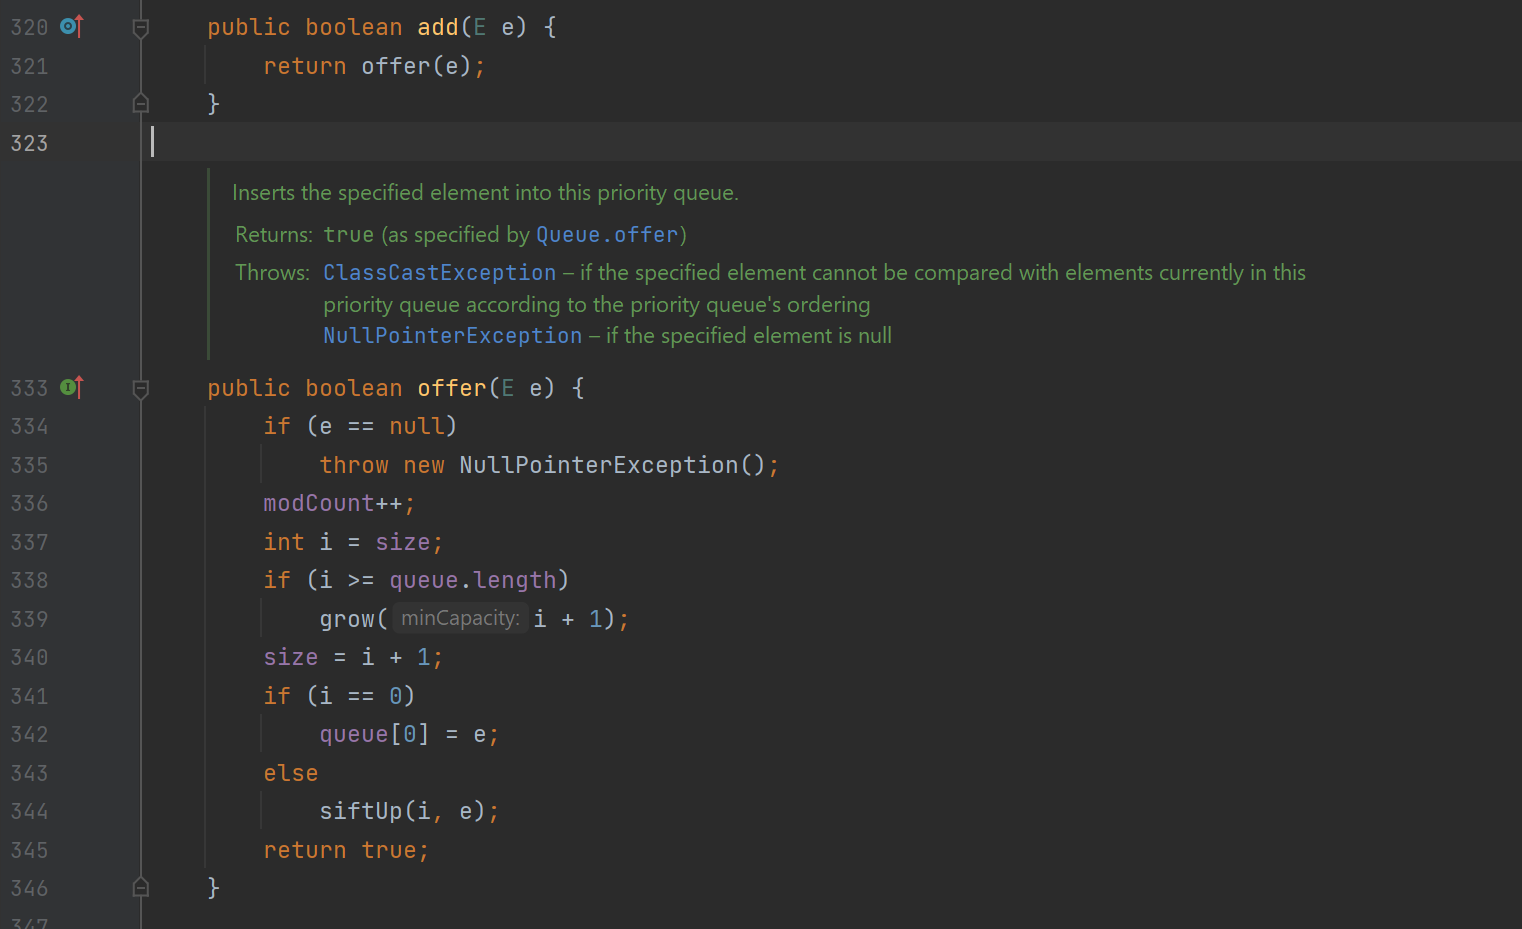 320 public boolean add(E e) {
321 return offer(e);
322 }
323
Inserts the specified element into this priority queue.
Returns: true (as specified by Queue.offer)
Throws: ClassCastException – if the specified element cannot be compared with elements currently in this
priority queue according to the priority queue's ordering
NullPointerException – if the specified element is null
333 public boolean offer(E e) {
334 if (e == null)
335 throw new NullPointerException();
336 modCount++;
337 int i = size;
338 if (i >= queue.length)
339 grow( minCapacity: i + 1);
340 size = i + 1;
341 if (i == 0)
342 queue[0] = e;
343 else
344 siftUp(i, e);
345 return true;
346 }
347